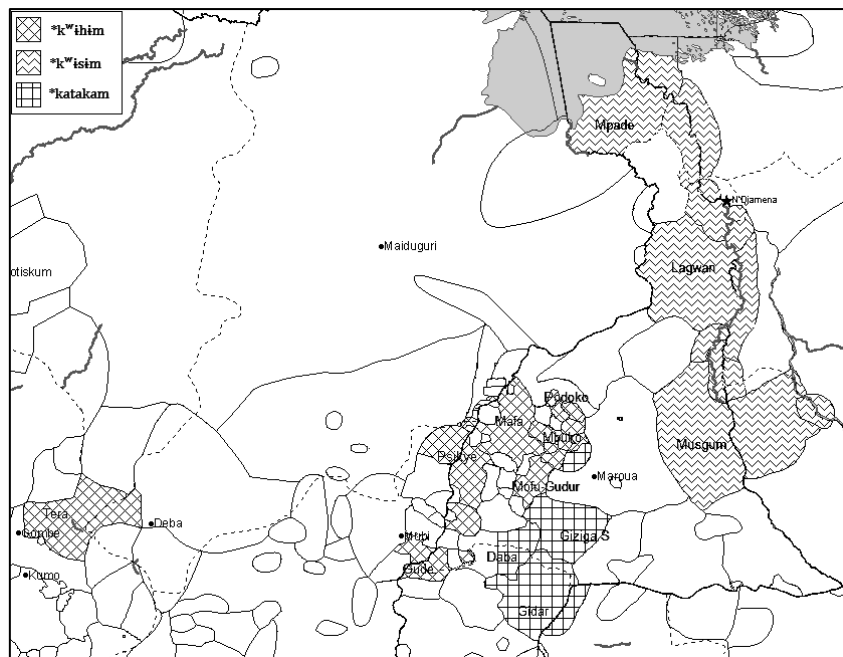 *kʷɨhɨm
*kʷɨsɨm
*katakam
Mpade
N'Djamena
Maiduguri
Lagwan
otiskum
Podoko
Mafa
Mbuko
Psikye
Musgum
Maroua
Mofu-Gudur
Tera
Deba
Gombe
Mubi
Giziga S
Daba
Gude
Kumo
Gidar